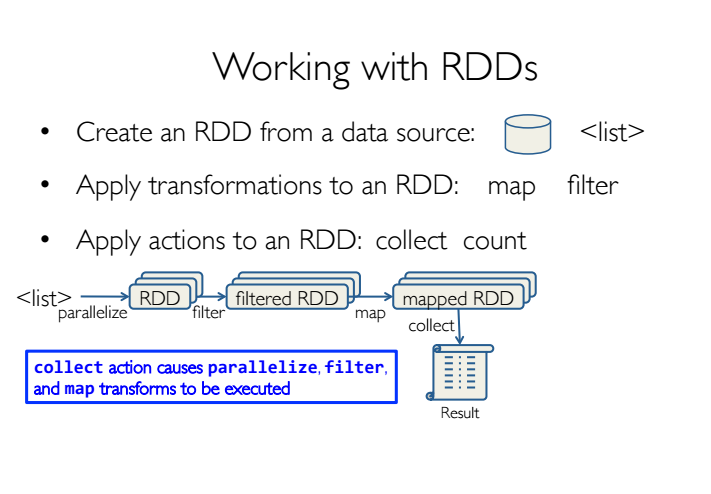 Working with RDDs
• Create an RDD from a data source: <list>
• Apply transformations to an RDD: map filter
• Apply actions to an RDD: collect count
<list> parallelize RDD filter filtered RDD map mapped RDD
collect
collect action causes parallelize, filter,
and map transforms to be executed
Result